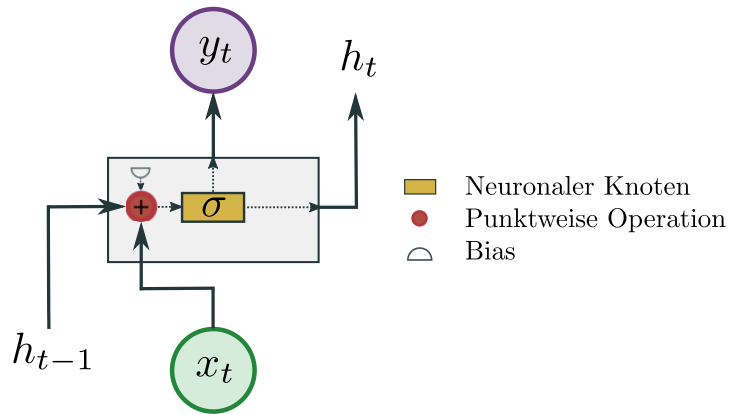 y_t
h_t
+
σ
h_{t-1}
x_t
Neuronaler Knoten
Punktweise Operation
Bias